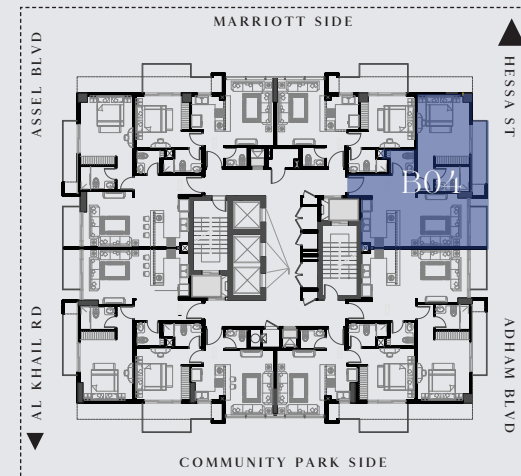 MARRIOTT SIDE
ASSEL BLVD
HESSA ST
B04
AL KHAIL RD
ADHAM BLVD
COMMUNITY PARK SIDE